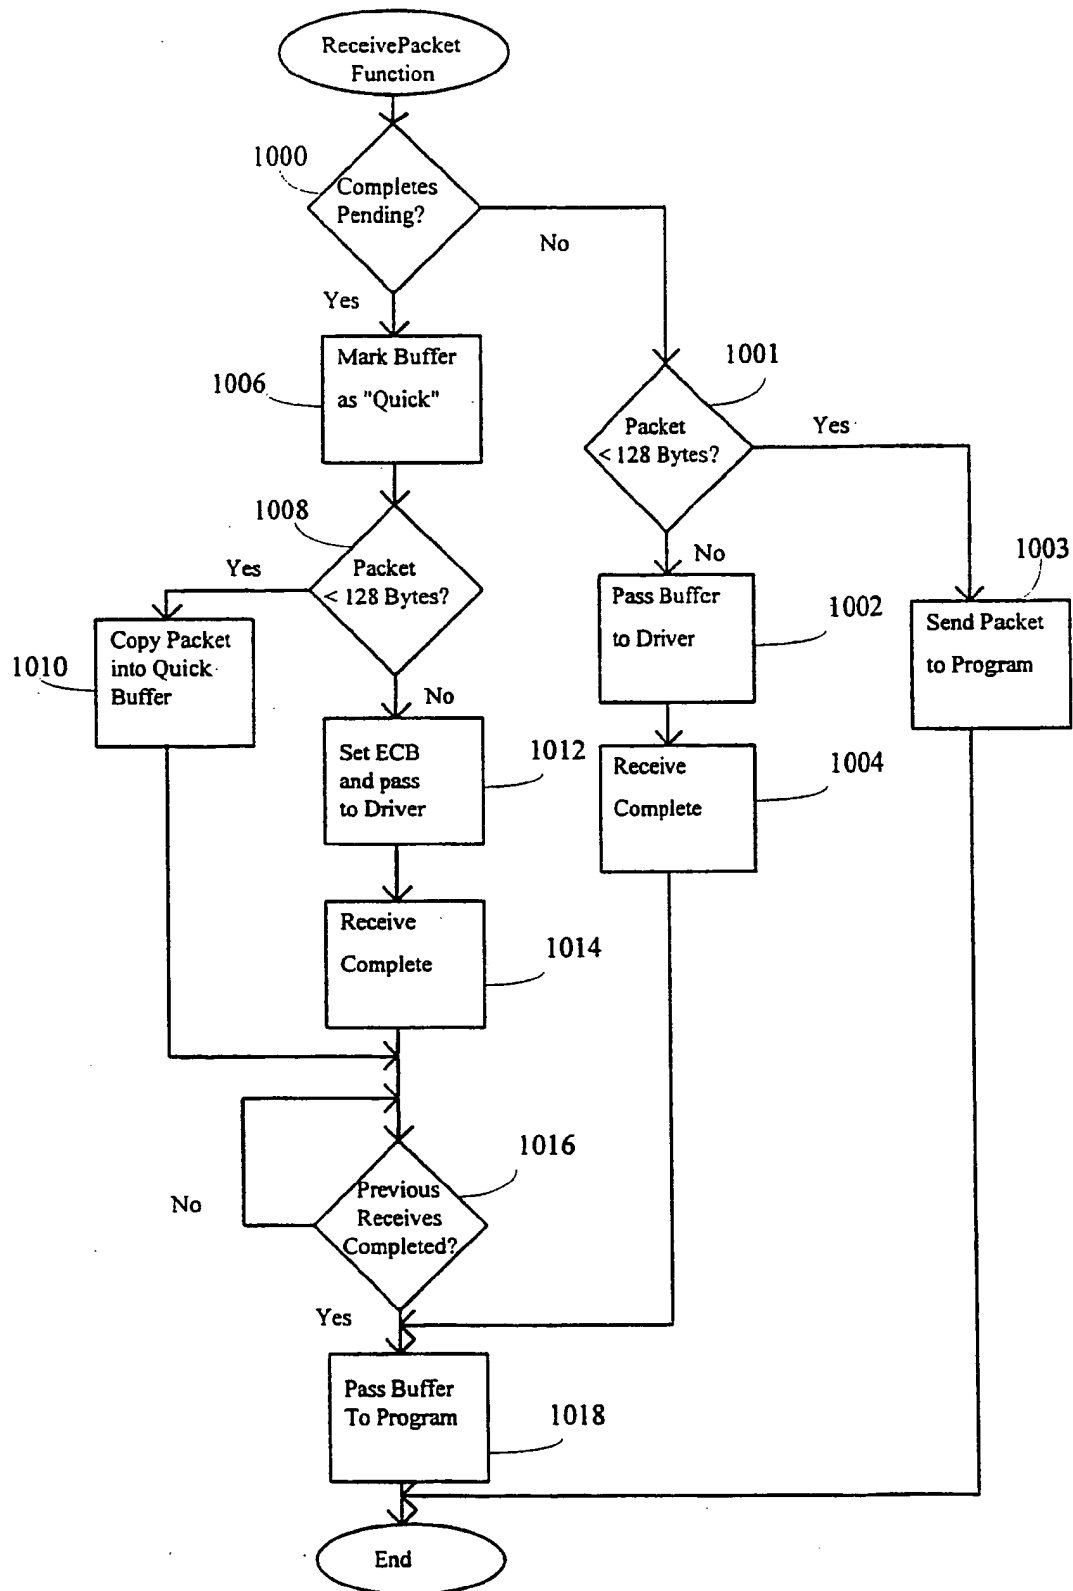 ReceivePacket
Function
1000
Completes
Pending?
No
Yes
Mark Buffer
as "Quick"
1006
1001
Packet
< 128 Bytes?
Yes
1008
Packet
< 128 Bytes?
Yes
No
No
1003
Send Packet
to Program
Pass Buffer
to Driver
1002
Copy Packet
into Quick
Buffer
1010
Set ECB
and pass
to Driver
1012
Receive
Complete
1004
Receive
Complete
1014
1016
Previous
Receives
Completed?
No
Yes
Pass Buffer
To Program
1018
End